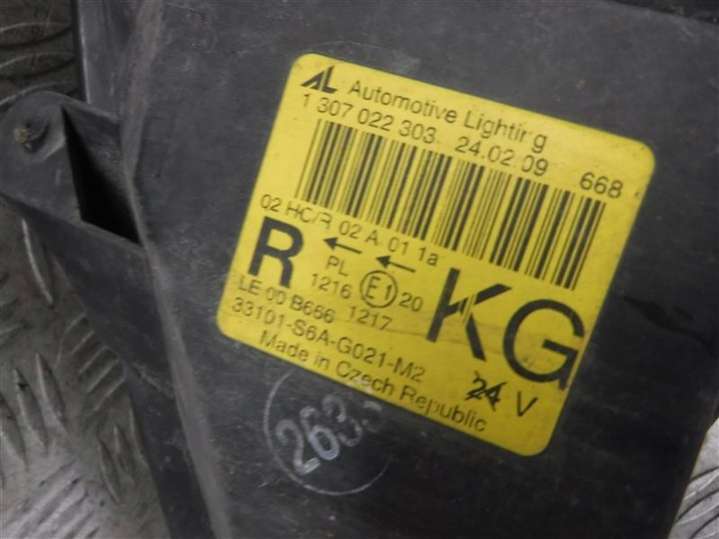 AL Automotive Lighting
1 307 022 303 24.02.09 668
02 HC/R 02 A 01 1a
R PL E1 20 KG
1216 1217
LE 00 B666
33101-S6A-G021-M2
Made in Czech Republic 24 V
263